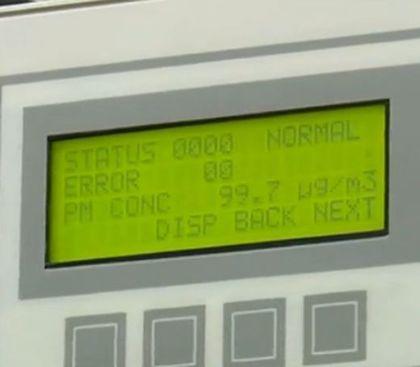 STATUS 0000 NORMAL
ERROR 00
PM CONC 99.7 µg/m3
DISP BACK NEXT